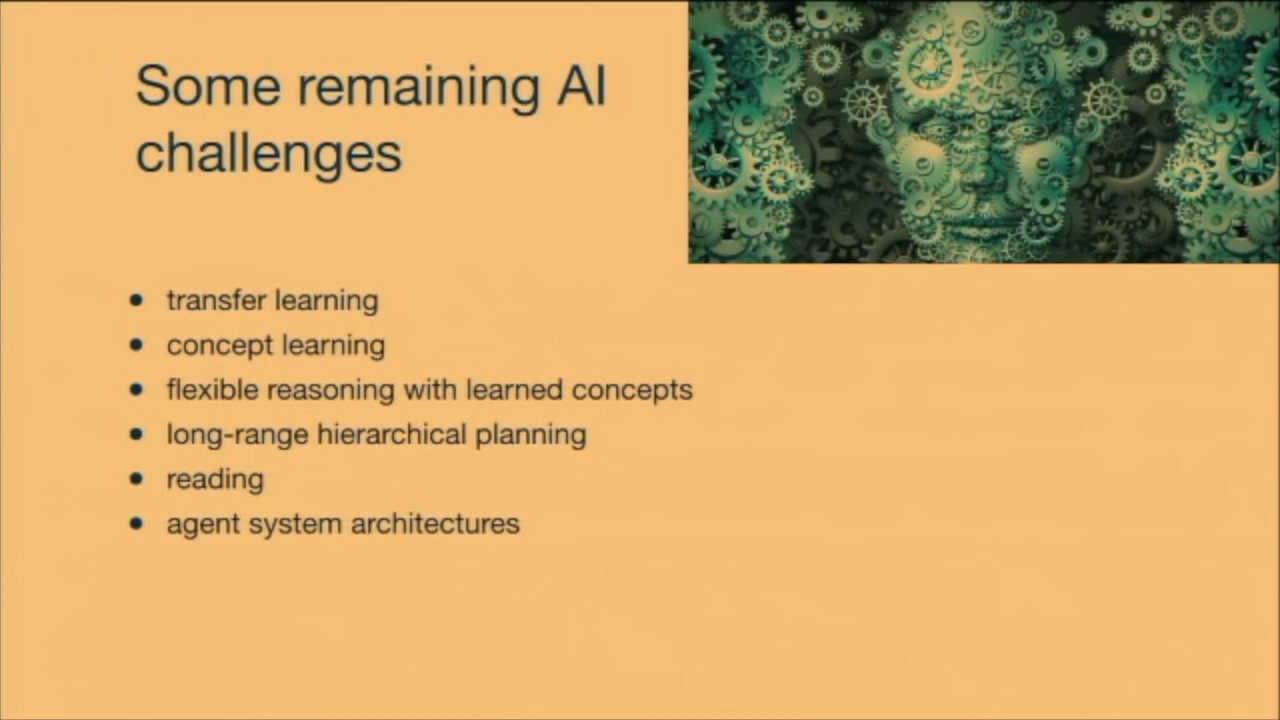 Some remaining AI
challenges
• transfer learning
• concept learning
• flexible reasoning with learned concepts
• long-range hierarchical planning
• reading
• agent system architectures